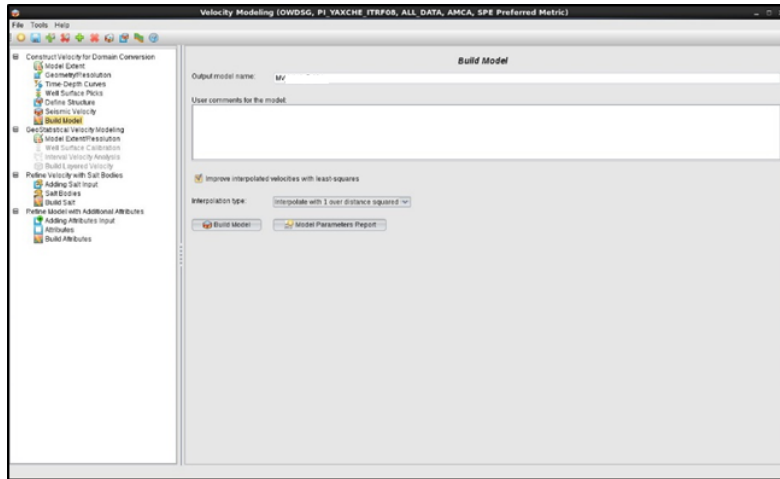 Velocity Modeling (OWDSG, PI_YAXCHE_ITRF08, ALL_DATA, AMCA, SPE Preferred Metric)
File Tools Help
Construct Velocity for Domain Conversion
Model Extent
Geometry/Resolution
Time-Depth Curves
Well Surface Picks
Define Structure
Seismic Velocity
Build Model
GeoStatistical Velocity Modeling
Model Extent/Resolution
Well Surface Calibration
Interval Velocity Analysis
Build Layered Velocity
Refine Velocity with Salt Bodies
Adding Salt Input
Salt Bodies
Build Salt
Refine Model with Additional Attributes
Adding Attributes Input
Attributes
Build Attributes
Build Model
Output model name: MV
User comments for the model:
Improve interpolated velocities with least-squares
Interpolation type: Interpolate with 1 over distance squared
Build Model Model Parameters Report